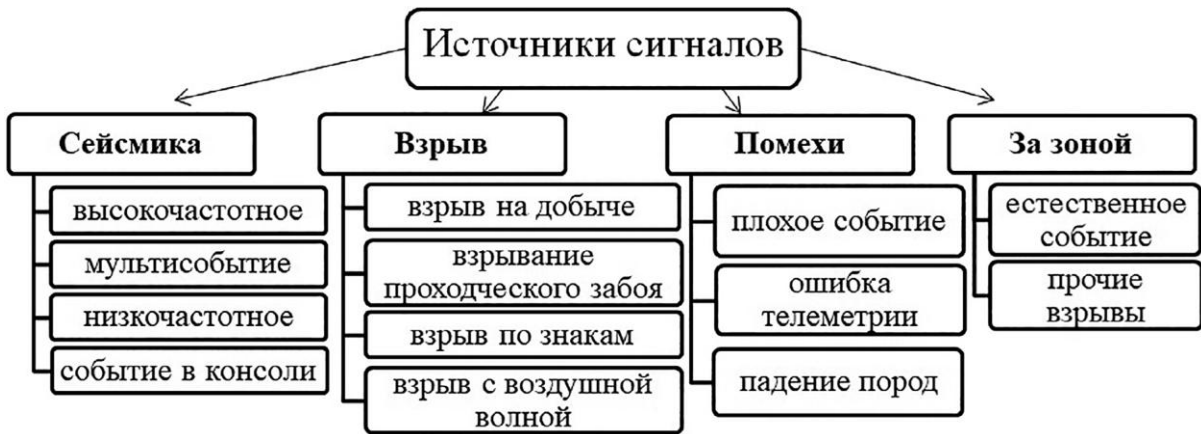 Источники сигналов
Сейсмика
высокочастотное
мультисобытие
низкочастотное
событие в консоли
Взрыв
взрыв на добыче
взрывание
проходческого забоя
взрыв по знакам
взрыв с воздушной
волной
Помехи
плохое событие
ошибка
телеметрии
падение пород
За зоной
естественное
событие
прочие
взрывы